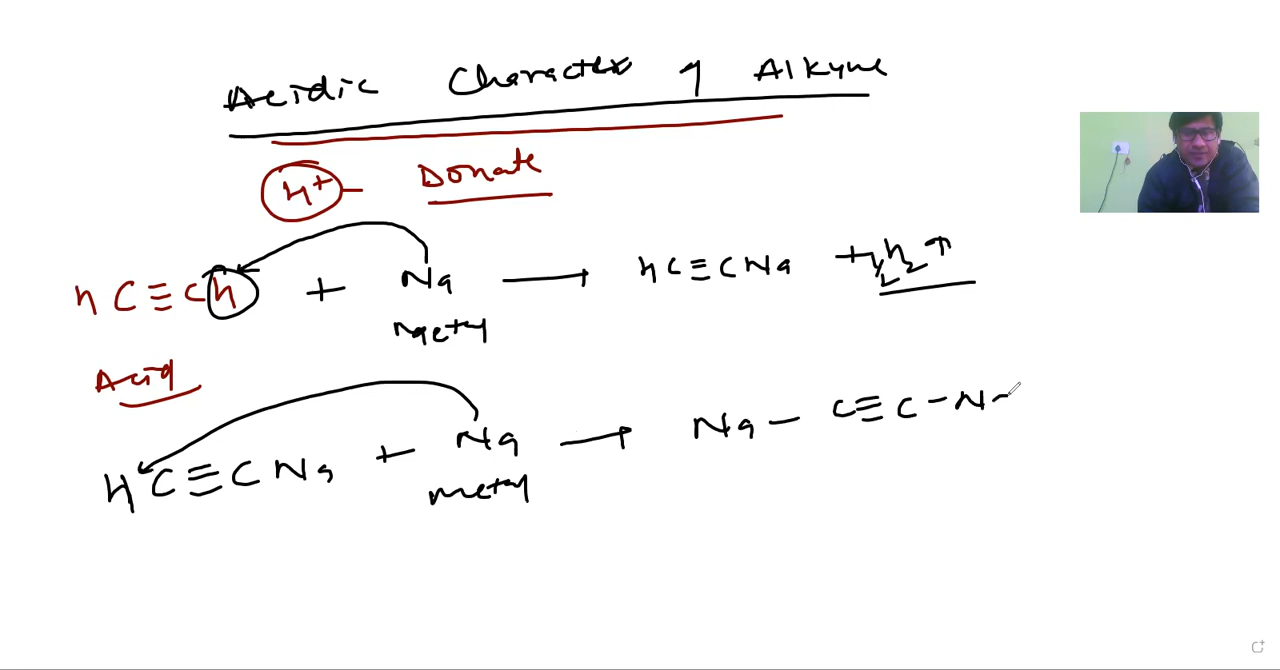 Acidic Character of Alkyne
H+ — Donate
HC≡CH + Na → HC≡CNa + ½H2↑
Metal
Acid
HC≡CNa + Na → Na–C≡C–N
metal